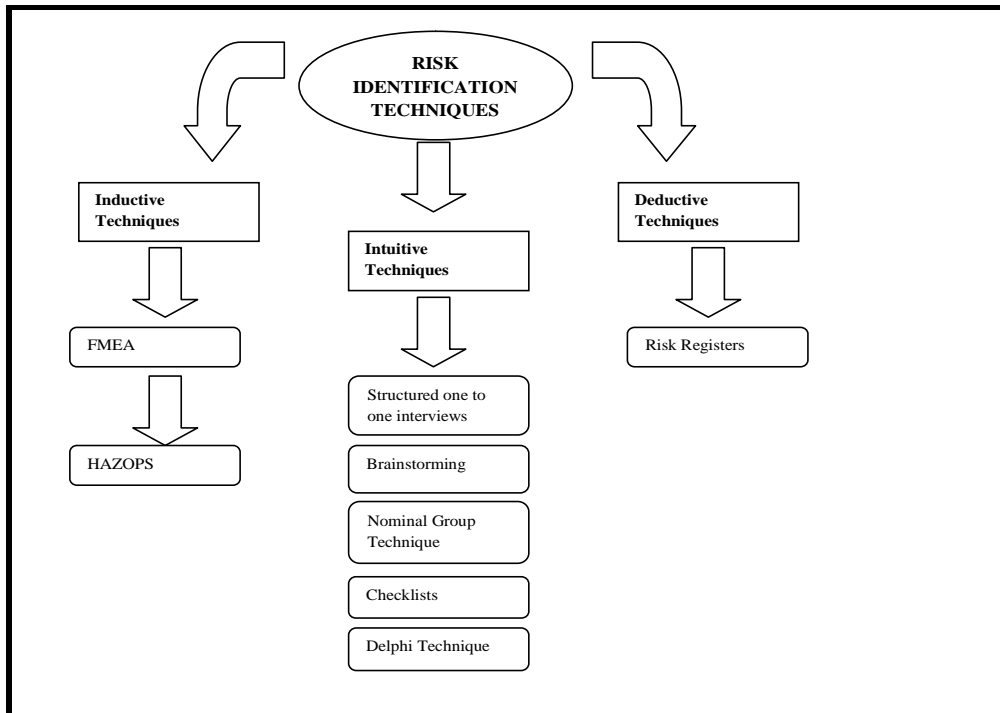 RISK
IDENTIFICATION
TECHNIQUES
Inductive
Techniques
FMEA
HAZOPS
Intuitive
Techniques
Structured one to
one interviews
Brainstorming
Nominal Group
Technique
Checklists
Delphi Technique
Deductive
Techniques
Risk Registers